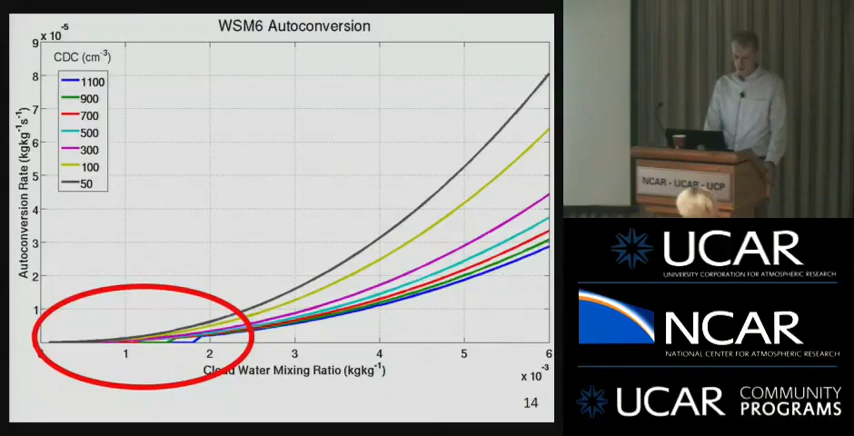 WSM6 Autoconversion
x 10^-5
9
8
7
6
5
4
3
2
1
CDC (cm^-3)
1100
900
700
500
300
100
50
Autoconversion Rate (kgkg^-1s^-1)
1
2
3
4
5
6
Cloud Water Mixing Ratio (kgkg^-1)
x 10^-3
14
NCAR - UCAR - UCP
UCAR
UNIVERSITY CORPORATION FOR ATMOSPHERIC RESEARCH
NCAR
NATIONAL CENTER FOR ATMOSPHERIC RESEARCH
UCAR COMMUNITY
PROGRAMS